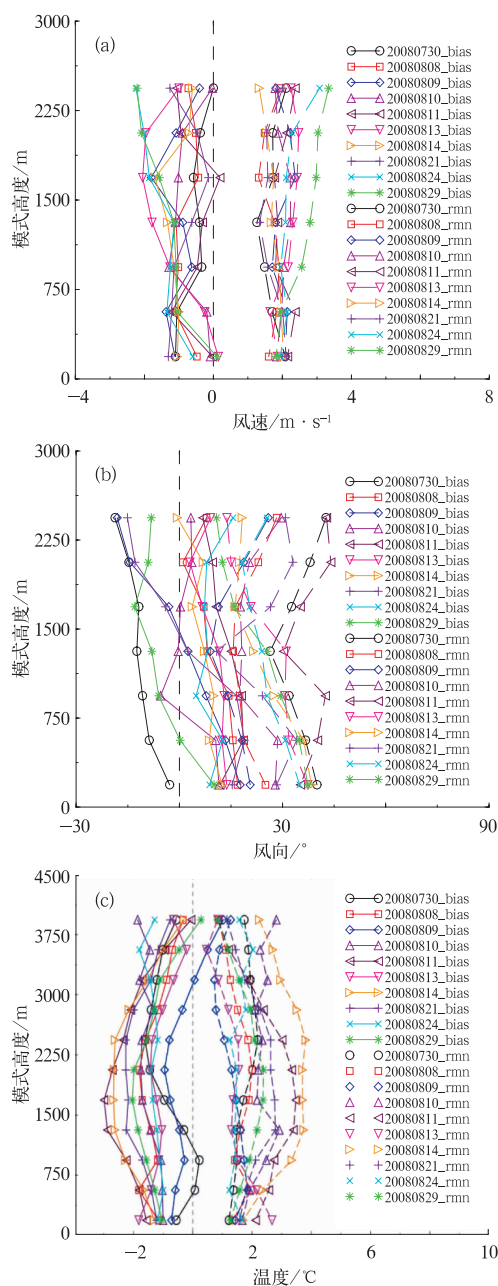 (a)
3000
2250
1500
750
0
模式高度/m
-4
0
4
8
风速/m · s⁻¹
20080730_bias
20080808_bias
20080809_bias
20080810_bias
20080811_bias
20080813_bias
20080814_bias
20080821_bias
20080824_bias
20080829_bias
20080730_rmn
20080808_rmn
20080809_rmn
20080810_rmn
20080811_rmn
20080813_rmn
20080814_rmn
20080821_rmn
20080824_rmn
20080829_rmn
(b)
3000
2250
1500
750
0
模式高度/m
-30
30
90
风向/°
20080730_bias
20080808_bias
20080809_bias
20080810_bias
20080811_bias
20080813_bias
20080814_bias
20080821_bias
20080824_bias
20080829_bias
20080730_rmn
20080808_rmn
20080809_rmn
20080810_rmn
20080811_rmn
20080813_rmn
20080814_rmn
20080821_rmn
20080824_rmn
20080829_rmn
(c)
4500
3750
3000
2250
1500
750
0
模式高度/m
-2
2
6
10
温度/℃
20080730_bias
20080808_bias
20080809_bias
20080810_bias
20080811_bias
20080813_bias
20080814_bias
20080821_bias
20080824_bias
20080829_bias
20080730_rmn
20080808_rmn
20080809_rmn
20080810_rmn
20080811_rmn
20080813_rmn
20080814_rmn
20080821_rmn
20080824_rmn
20080829_rmn